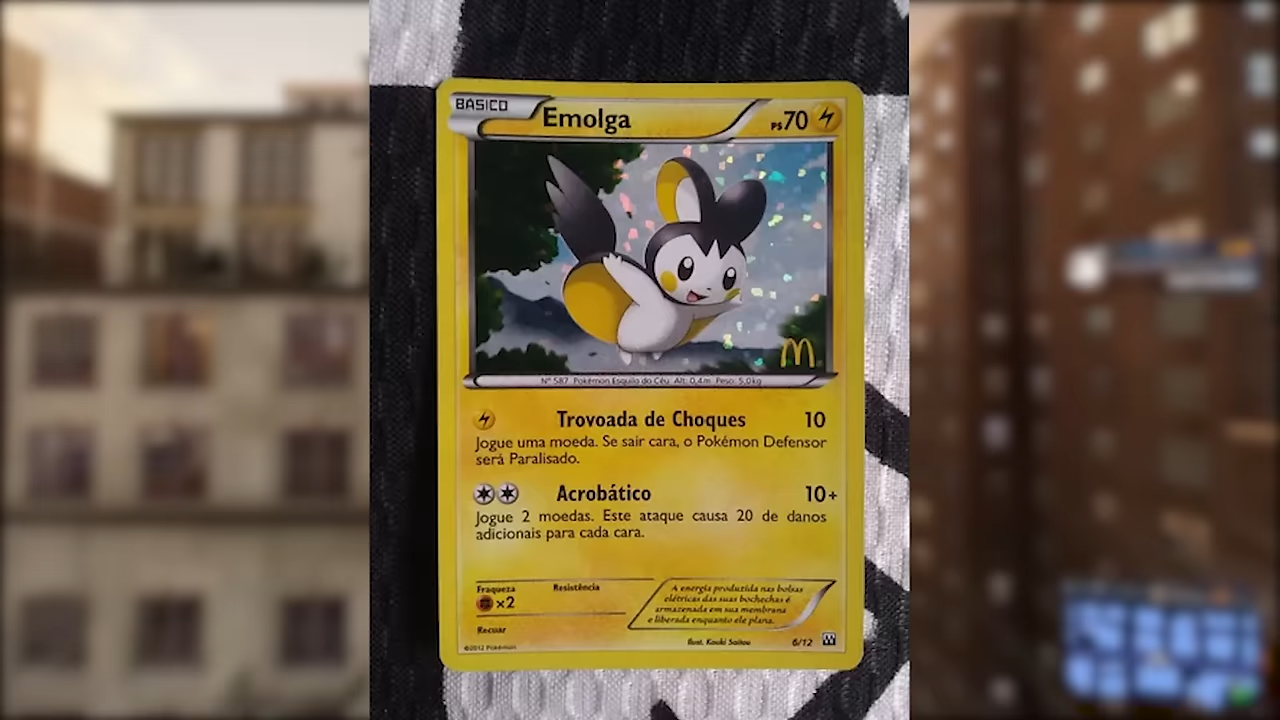 BÁSICO
Emolga
PS70
Nº 587 Pokémon Esquilo do Céu Alt: 0,4m Peso: 5,0kg
Trovoada de Choques 10
Jogue uma moeda. Se sair cara, o Pokémon Defensor
será Paralisado.
Acrobático 10+
Jogue 2 moedas. Este ataque causa 20 de danos
adicionais para cada cara.
Fraqueza Resistência
×2
A energia produzida nas bolsas
elétricas das suas bochechas é
armazenada em sua membrana
e liberada enquanto ele plana.
Recuar
Ilust. Kouki Saitou 6/12
©2012 Pokémon